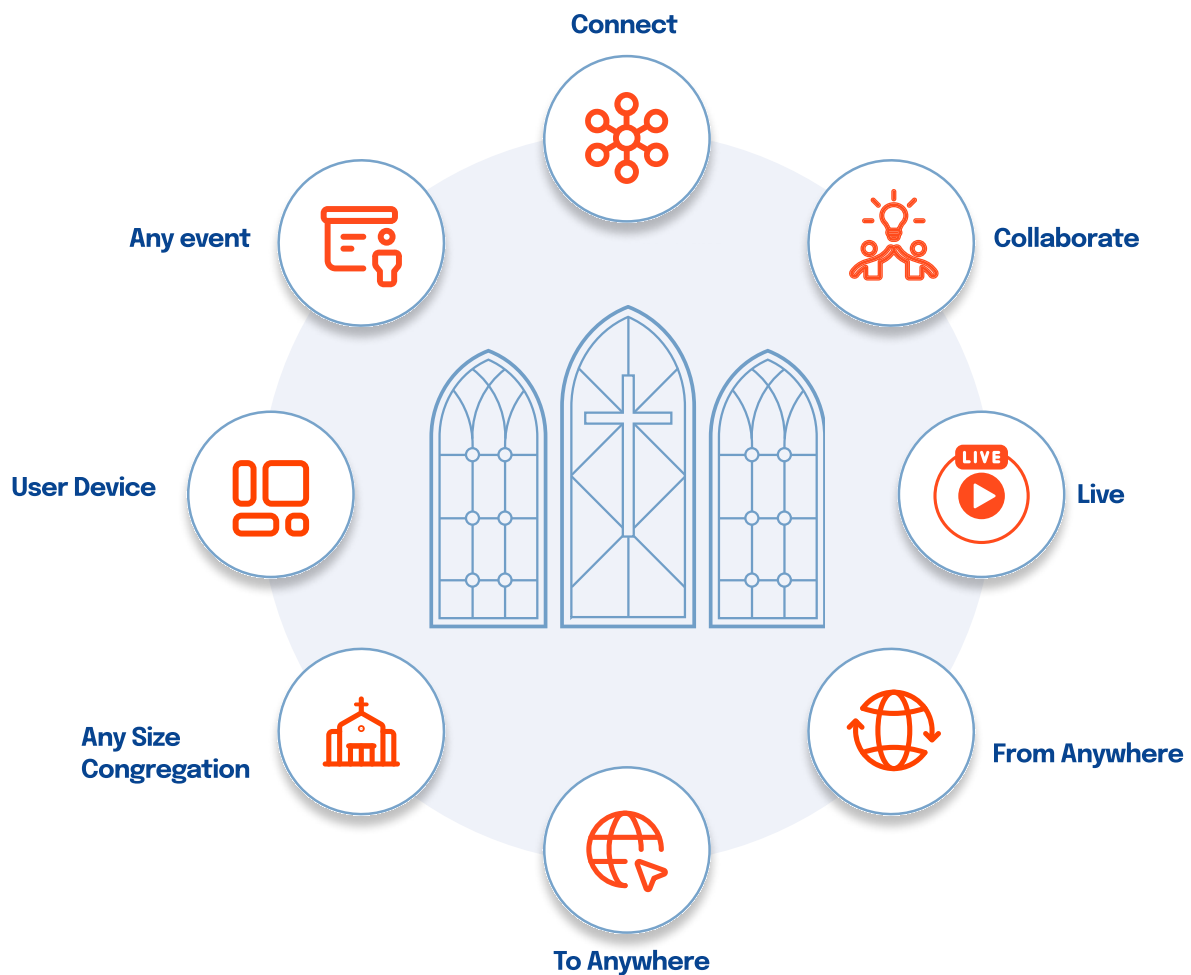 Connect
Any event
Collaborate
LIVE
User Device
Live
Any Size
Congregation
From Anywhere
To Anywhere